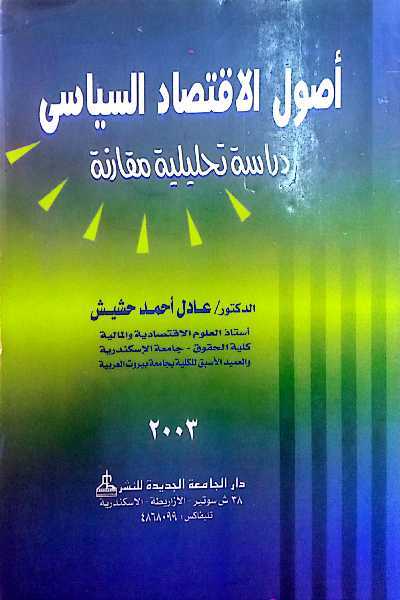 أصول الاقتصاد السياسى
دراسة تحليلية مقارنة
الدكتور/ عادل أحمد حشيش
أستاذ العلوم الاقتصادية والمالية
كلية الحقوق - جامعة الإسكندرية
والعميد الأسبق للكلية بجامعة بيروت العربية
٢٠٠٣
دار الجامعة الجديدة للنشر
٣٨ ش سوتير - الأزاريطة - الاسكندرية
تليفاكس: ٤٨٦٨٠٩٩